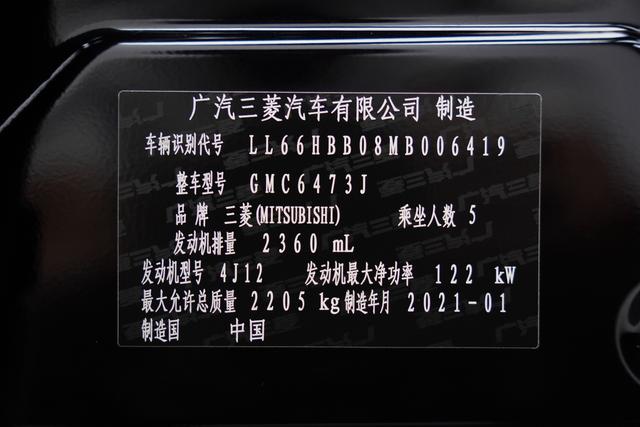 广汽三菱汽车有限公司 制造
车辆识别代号 LL66HBB08MB006419
整车型号 GMC6473J
品牌 三菱(MITSUBISHI) 乘坐人数 5
发动机排量 2360 mL
发动机型号 4J12 发动机最大净功率 122 kW
最大允许总质量 2205 kg 制造年月 2021-01
制造国 中国